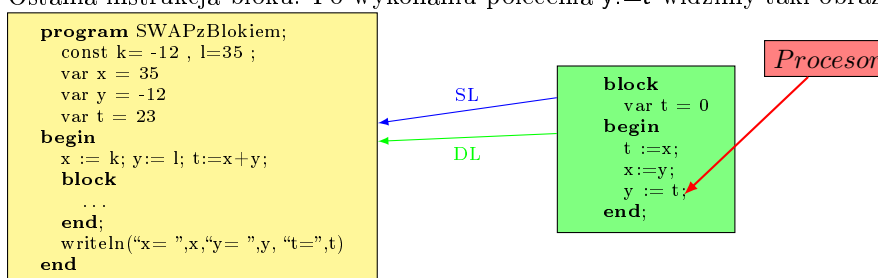 Ostatnia instrukcja bloku. Po wykonaniu polecenia y:=t widzimy taki obraz
program SWAPzBlokiem;
const k= -12 , l=35 ;
var x = 35
var y = -12
var t = 23
begin
x := k; y:= l; t:=x+y;
block
...
end;
writeln(“x= ”,x,“y= ”,y, “t=”,t)
end
SL
DL
block
var t = 0
begin
t :=x;
x:=y;
y := t;
end;
Procesor